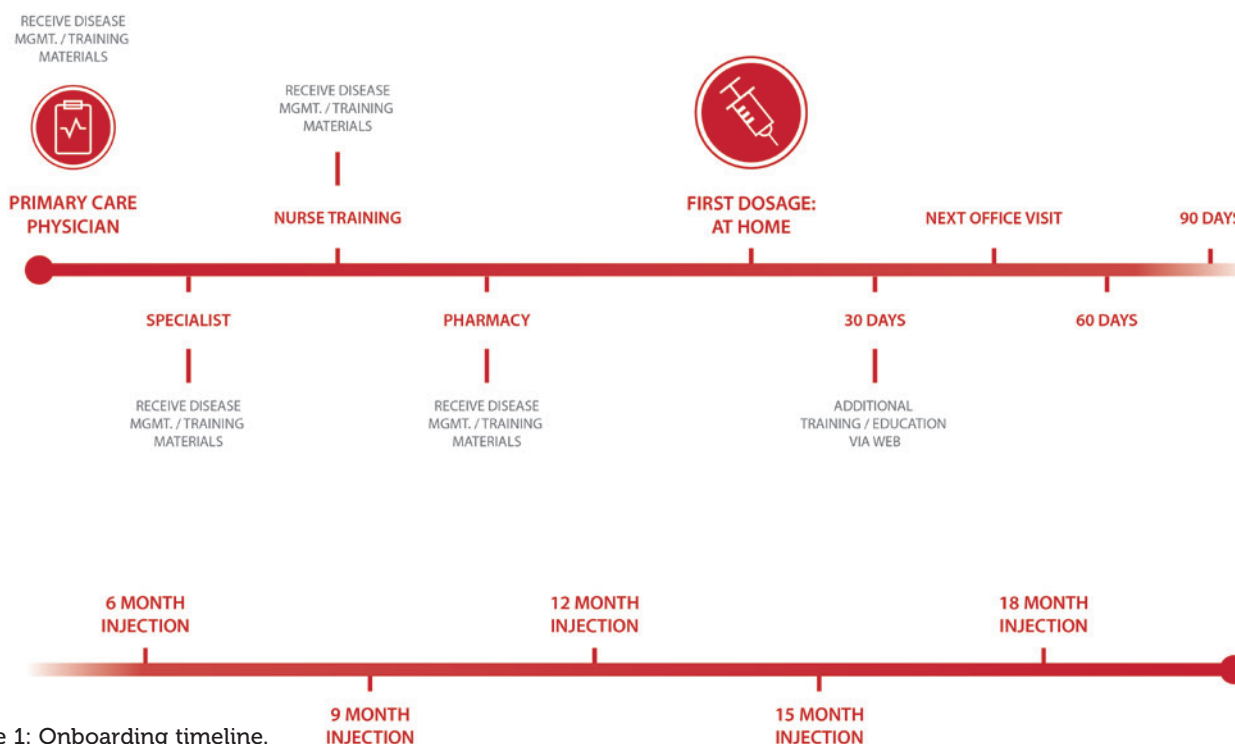 RECEIVE DISEASE
MGMT. / TRAINING
MATERIALS
PRIMARY CARE
PHYSICIAN
RECEIVE DISEASE
MGMT. / TRAINING
MATERIALS
NURSE TRAINING
FIRST DOSAGE:
AT HOME
NEXT OFFICE VISIT
90 DAYS
SPECIALIST
RECEIVE DISEASE
MGMT. / TRAINING
MATERIALS
PHARMACY
RECEIVE DISEASE
MGMT. / TRAINING
MATERIALS
30 DAYS
ADDITIONAL
TRAINING / EDUCATION
VIA WEB
60 DAYS
6 MONTH
INJECTION
12 MONTH
INJECTION
18 MONTH
INJECTION
9 MONTH
INJECTION
15 MONTH
INJECTION
e 1: Onboarding timeline.